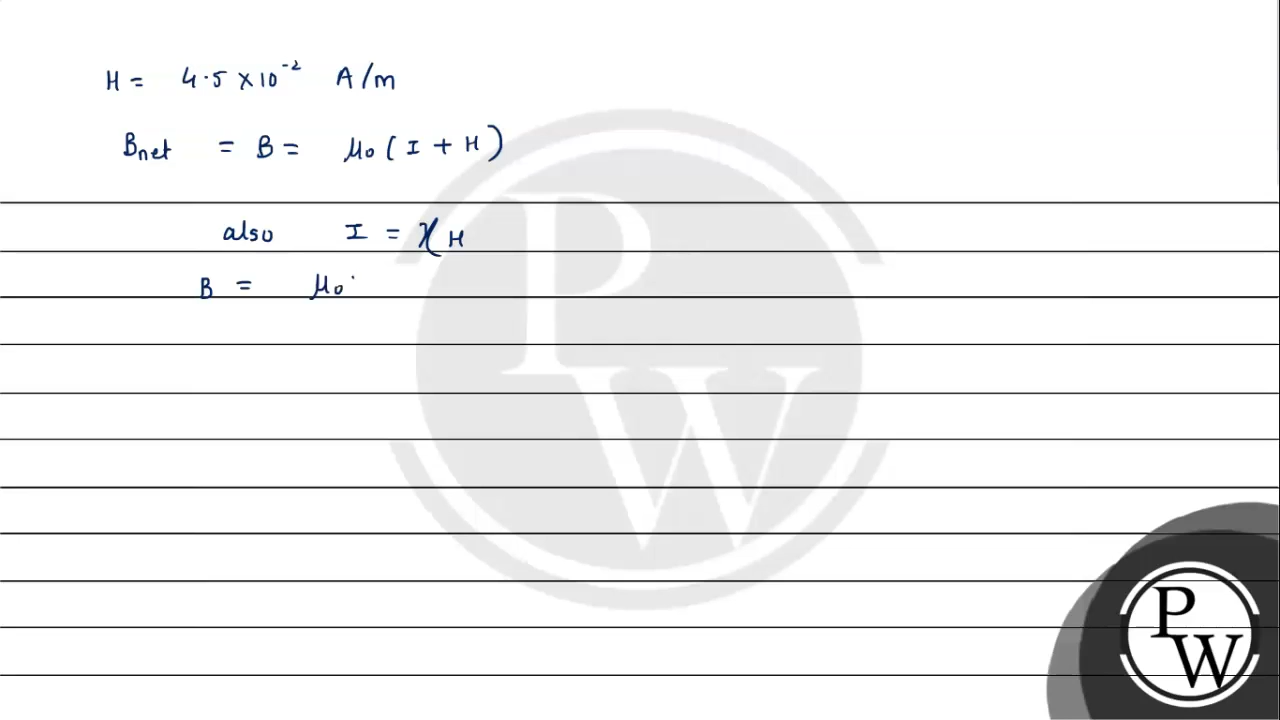 H = 4.5 × 10⁻² A/m
Bnet = B = μ₀ ( I + H )
also I = χ H
B = μ₀
P
W
P
W